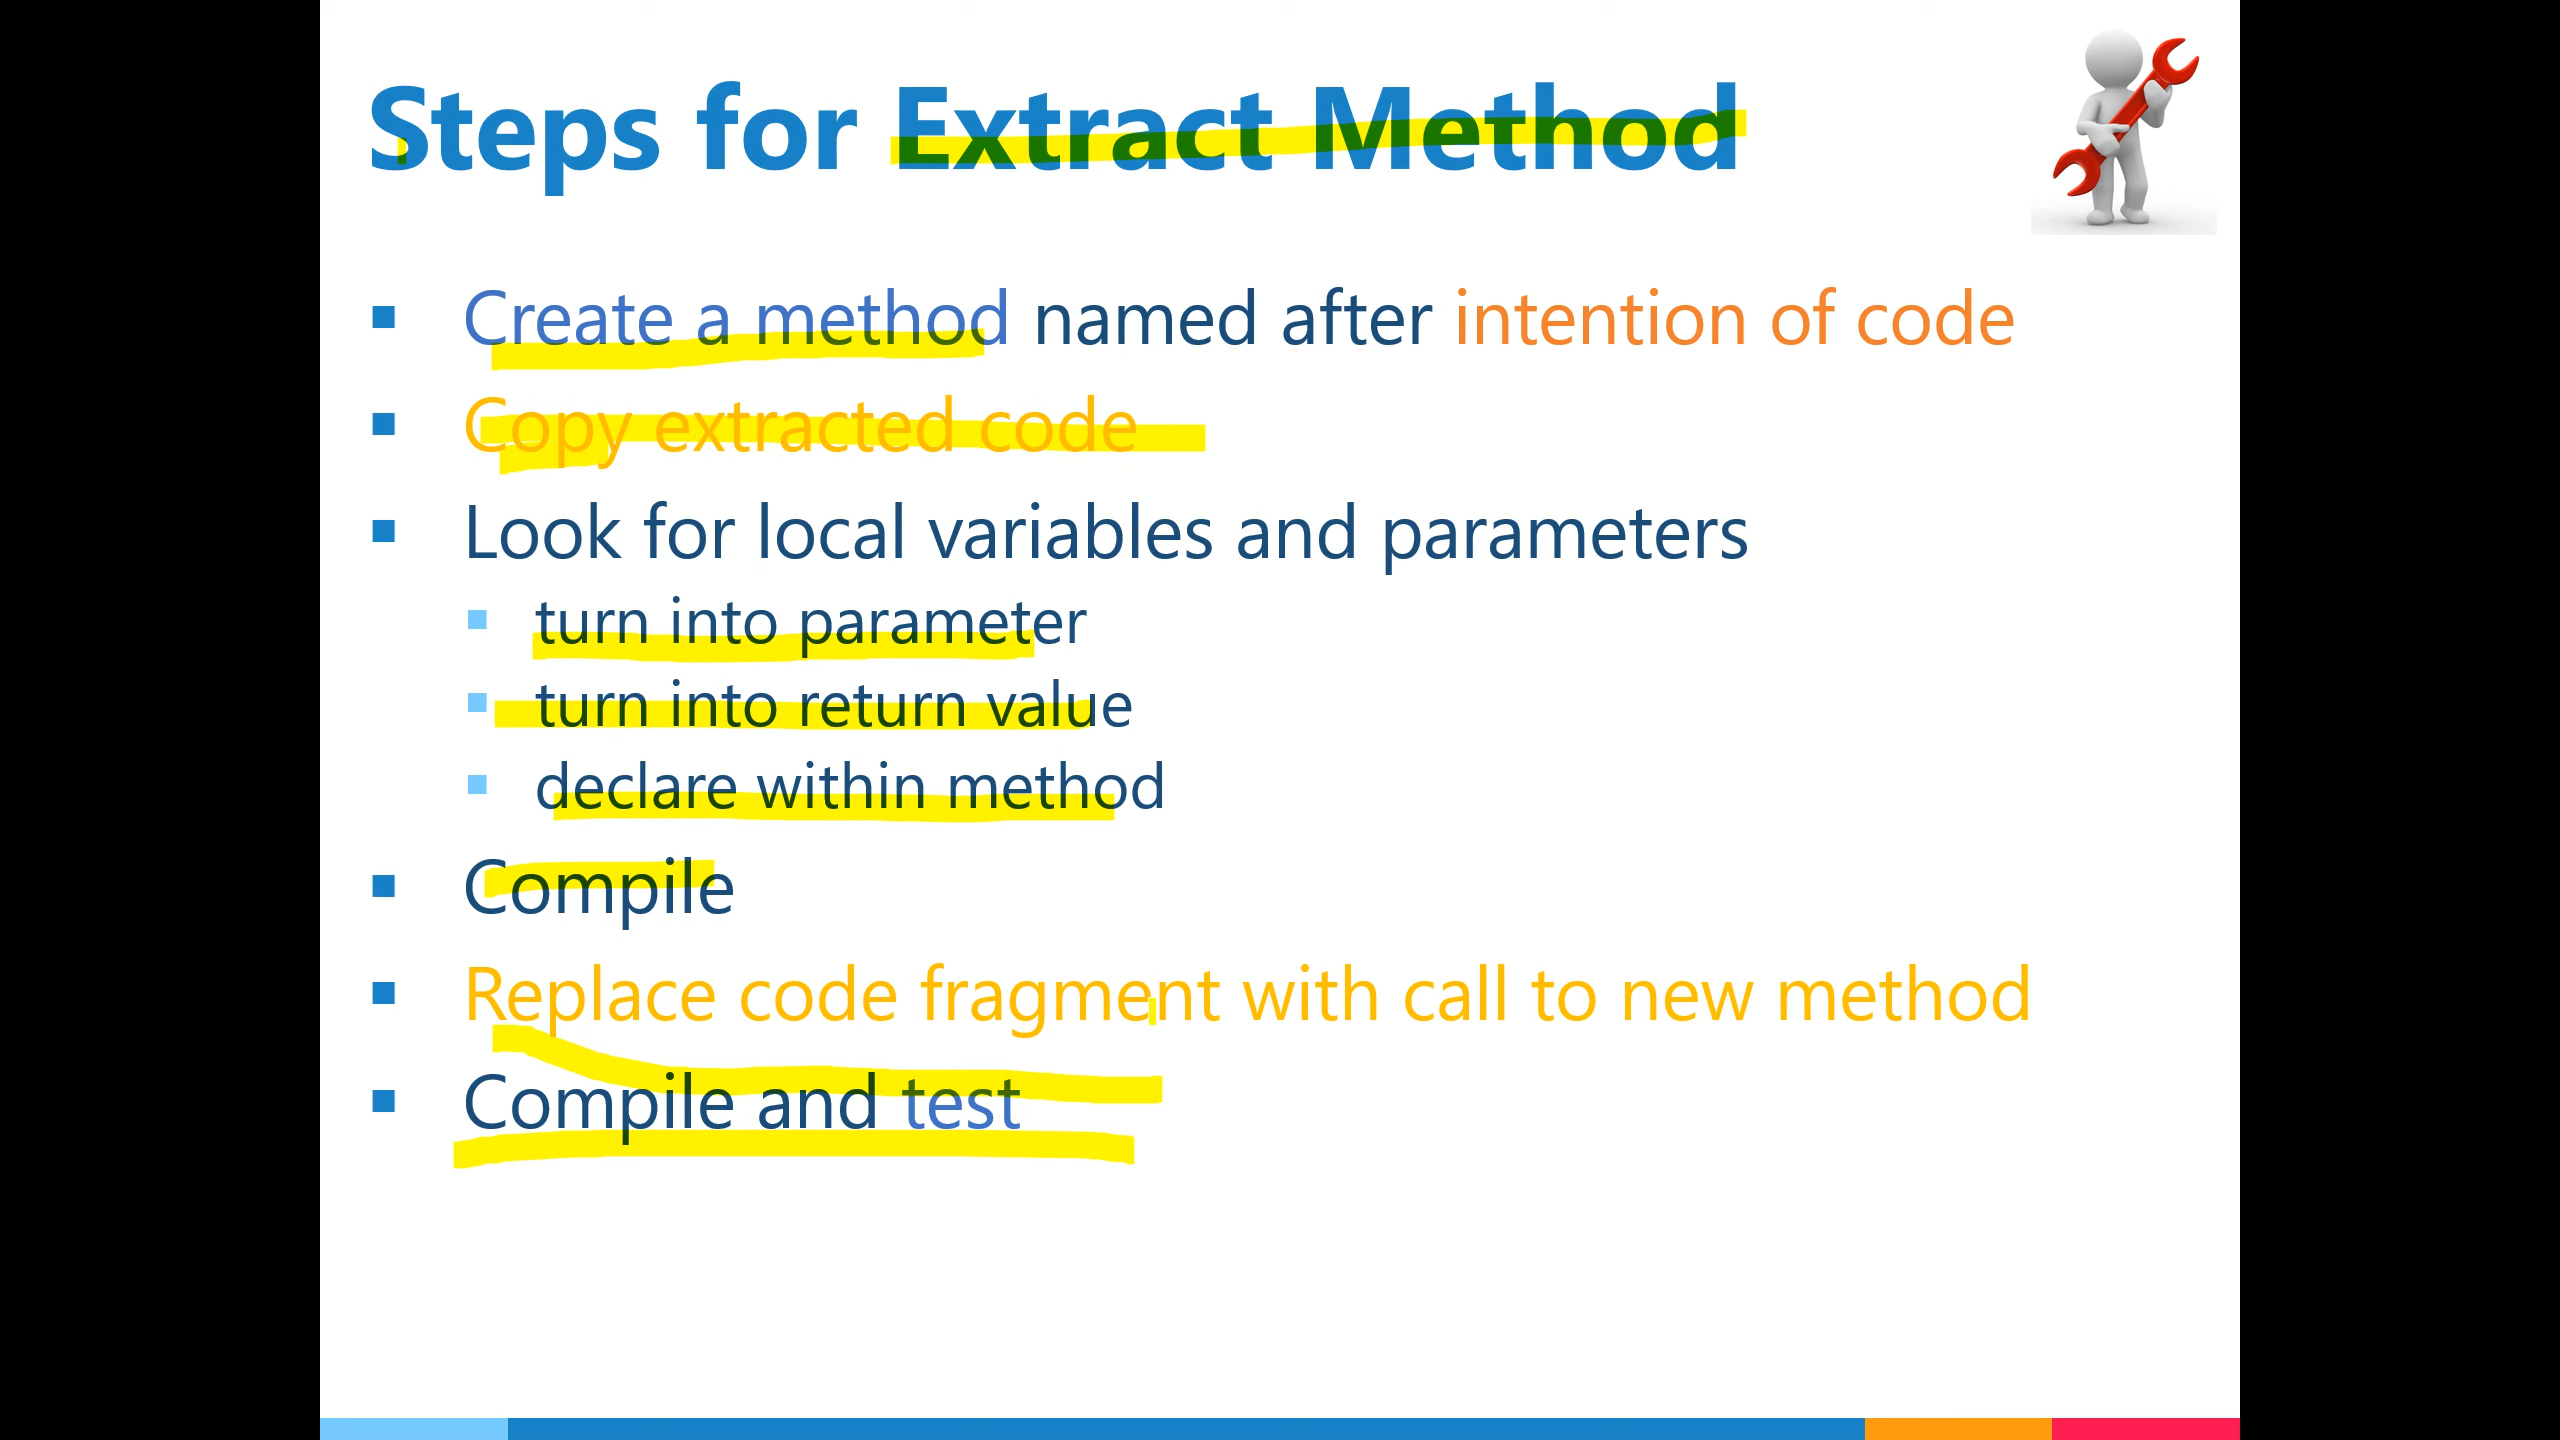 Steps for Extract Method
Create a method named after intention of code
Copy extracted code
Look for local variables and parameters
turn into parameter
turn into return value
declare within method
Compile
Replace code fragment with call to new method
Compile and test